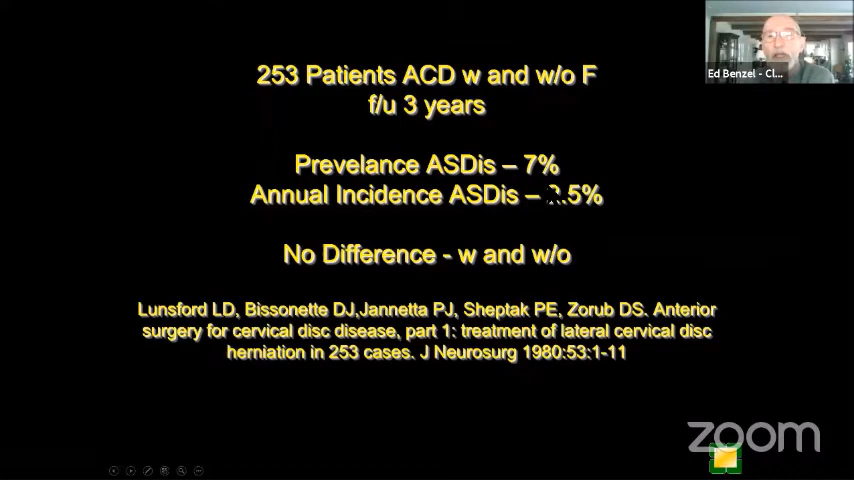 253 Patients ACD w and w/o F
f/u 3 years
Prevelance ASDis – 7%
Annual Incidence ASDis – 2.5%
No Difference - w and w/o
Lunsford LD, Bissonette DJ,Jannetta PJ, Sheptak PE, Zorub DS. Anterior
surgery for cervical disc disease, part 1: treatment of lateral cervical disc
herniation in 253 cases. J Neurosurg 1980:53:1-11
Ed Benzel - Cl...
zoom